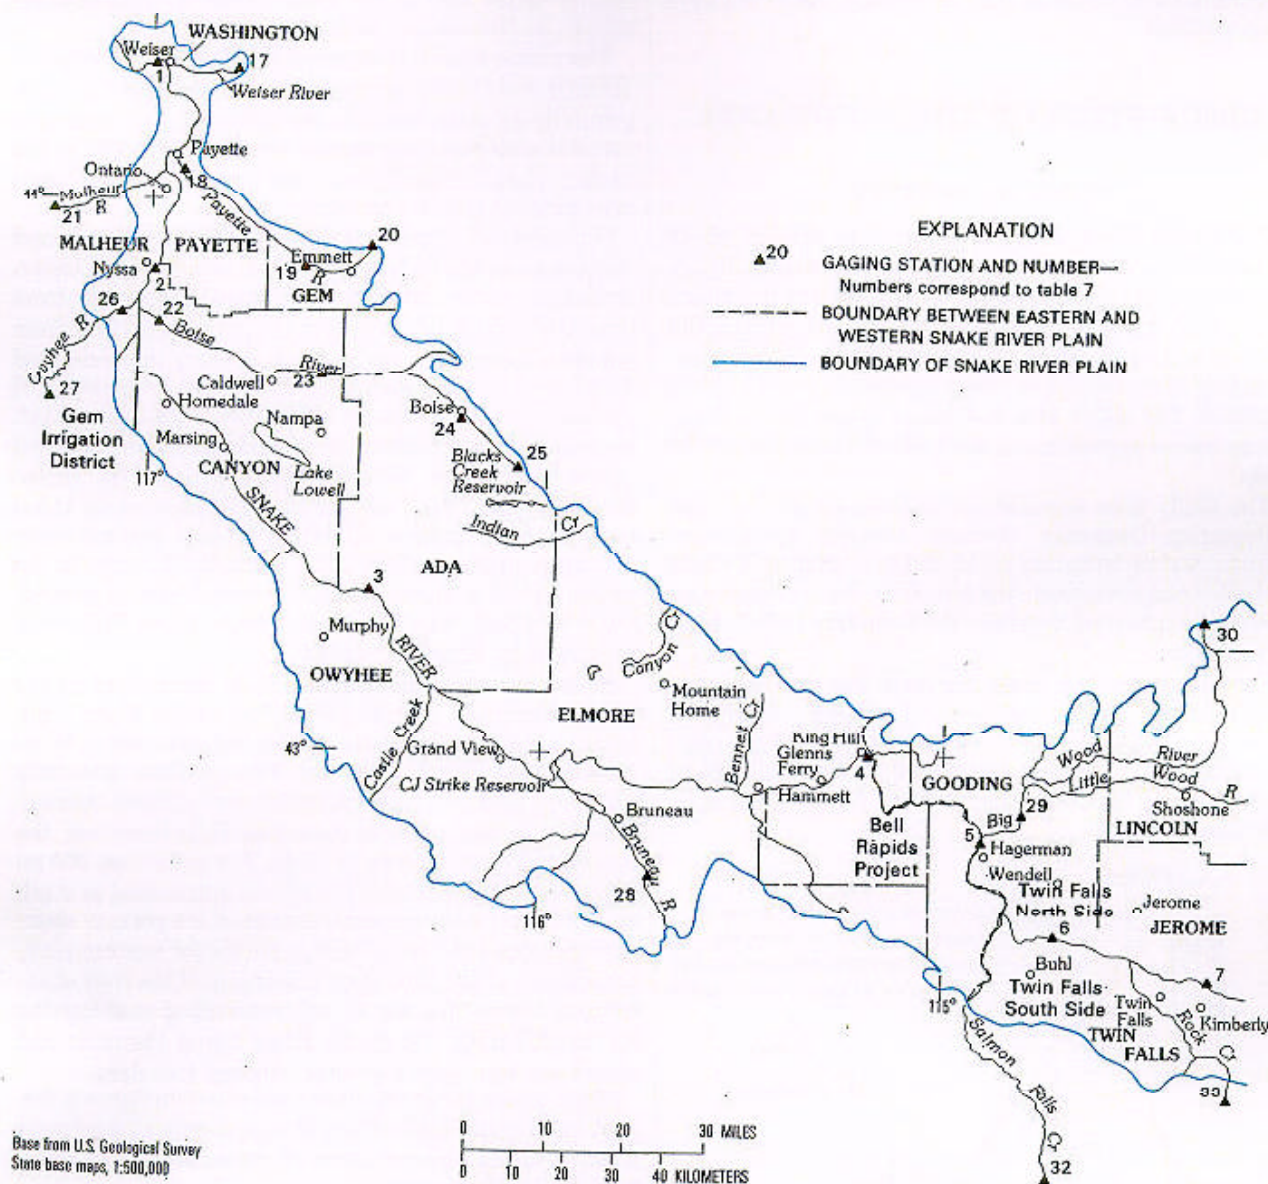 WASHINGTON
Weiser
1
17
Weiser River
Payette
Ontario
18
44°
Malheur
R
21
Payette
20
MALHEUR
PAYETTE
Emmett
19
R
Nyssa
GEM
2
26
22
Boise
Owyhee R
River
23
27
Caldwell
Homedale
Boise
24
Gem
Irrigation
District
Nampa
Marsing
CANYON
Lake
Lowell
25
Blacks
Creek
Reservoir
117°
SNAKE
Indian
Cr
ADA
3
Murphy
RIVER
OWYHEE
Canyon
Cr
Mountain
Home
ELMORE
30
43°
Castle Creek
Grand View
CJ Strike Reservoir
Bennet Cr
King Hill
Glenns
Ferry
4
Hammett
GOODING
Wood
River
Little
Wood
R
Shoshone
29
Big
LINCOLN
Bruneau
Bruneau
R
28
Bell
Rapids
Project
5
Hagerman
Wendell
Twin Falls
North Side
Jerome
JEROME
116°
6
Buhl
Twin Falls
South Side
7
115°
Twin
Falls
Rock
Cr
Kimberly
TWIN
FALLS
33
Salmon
Falls
Cr
32
EXPLANATION
20
GAGING STATION AND NUMBER—
Numbers correspond to table 7
BOUNDARY BETWEEN EASTERN AND
WESTERN SNAKE RIVER PLAIN
BOUNDARY OF SNAKE RIVER PLAIN
0 10 20 30 MILES
0 10 20 30 40 KILOMETERS
Base from U.S. Geological Survey
State base maps, 1:500,000